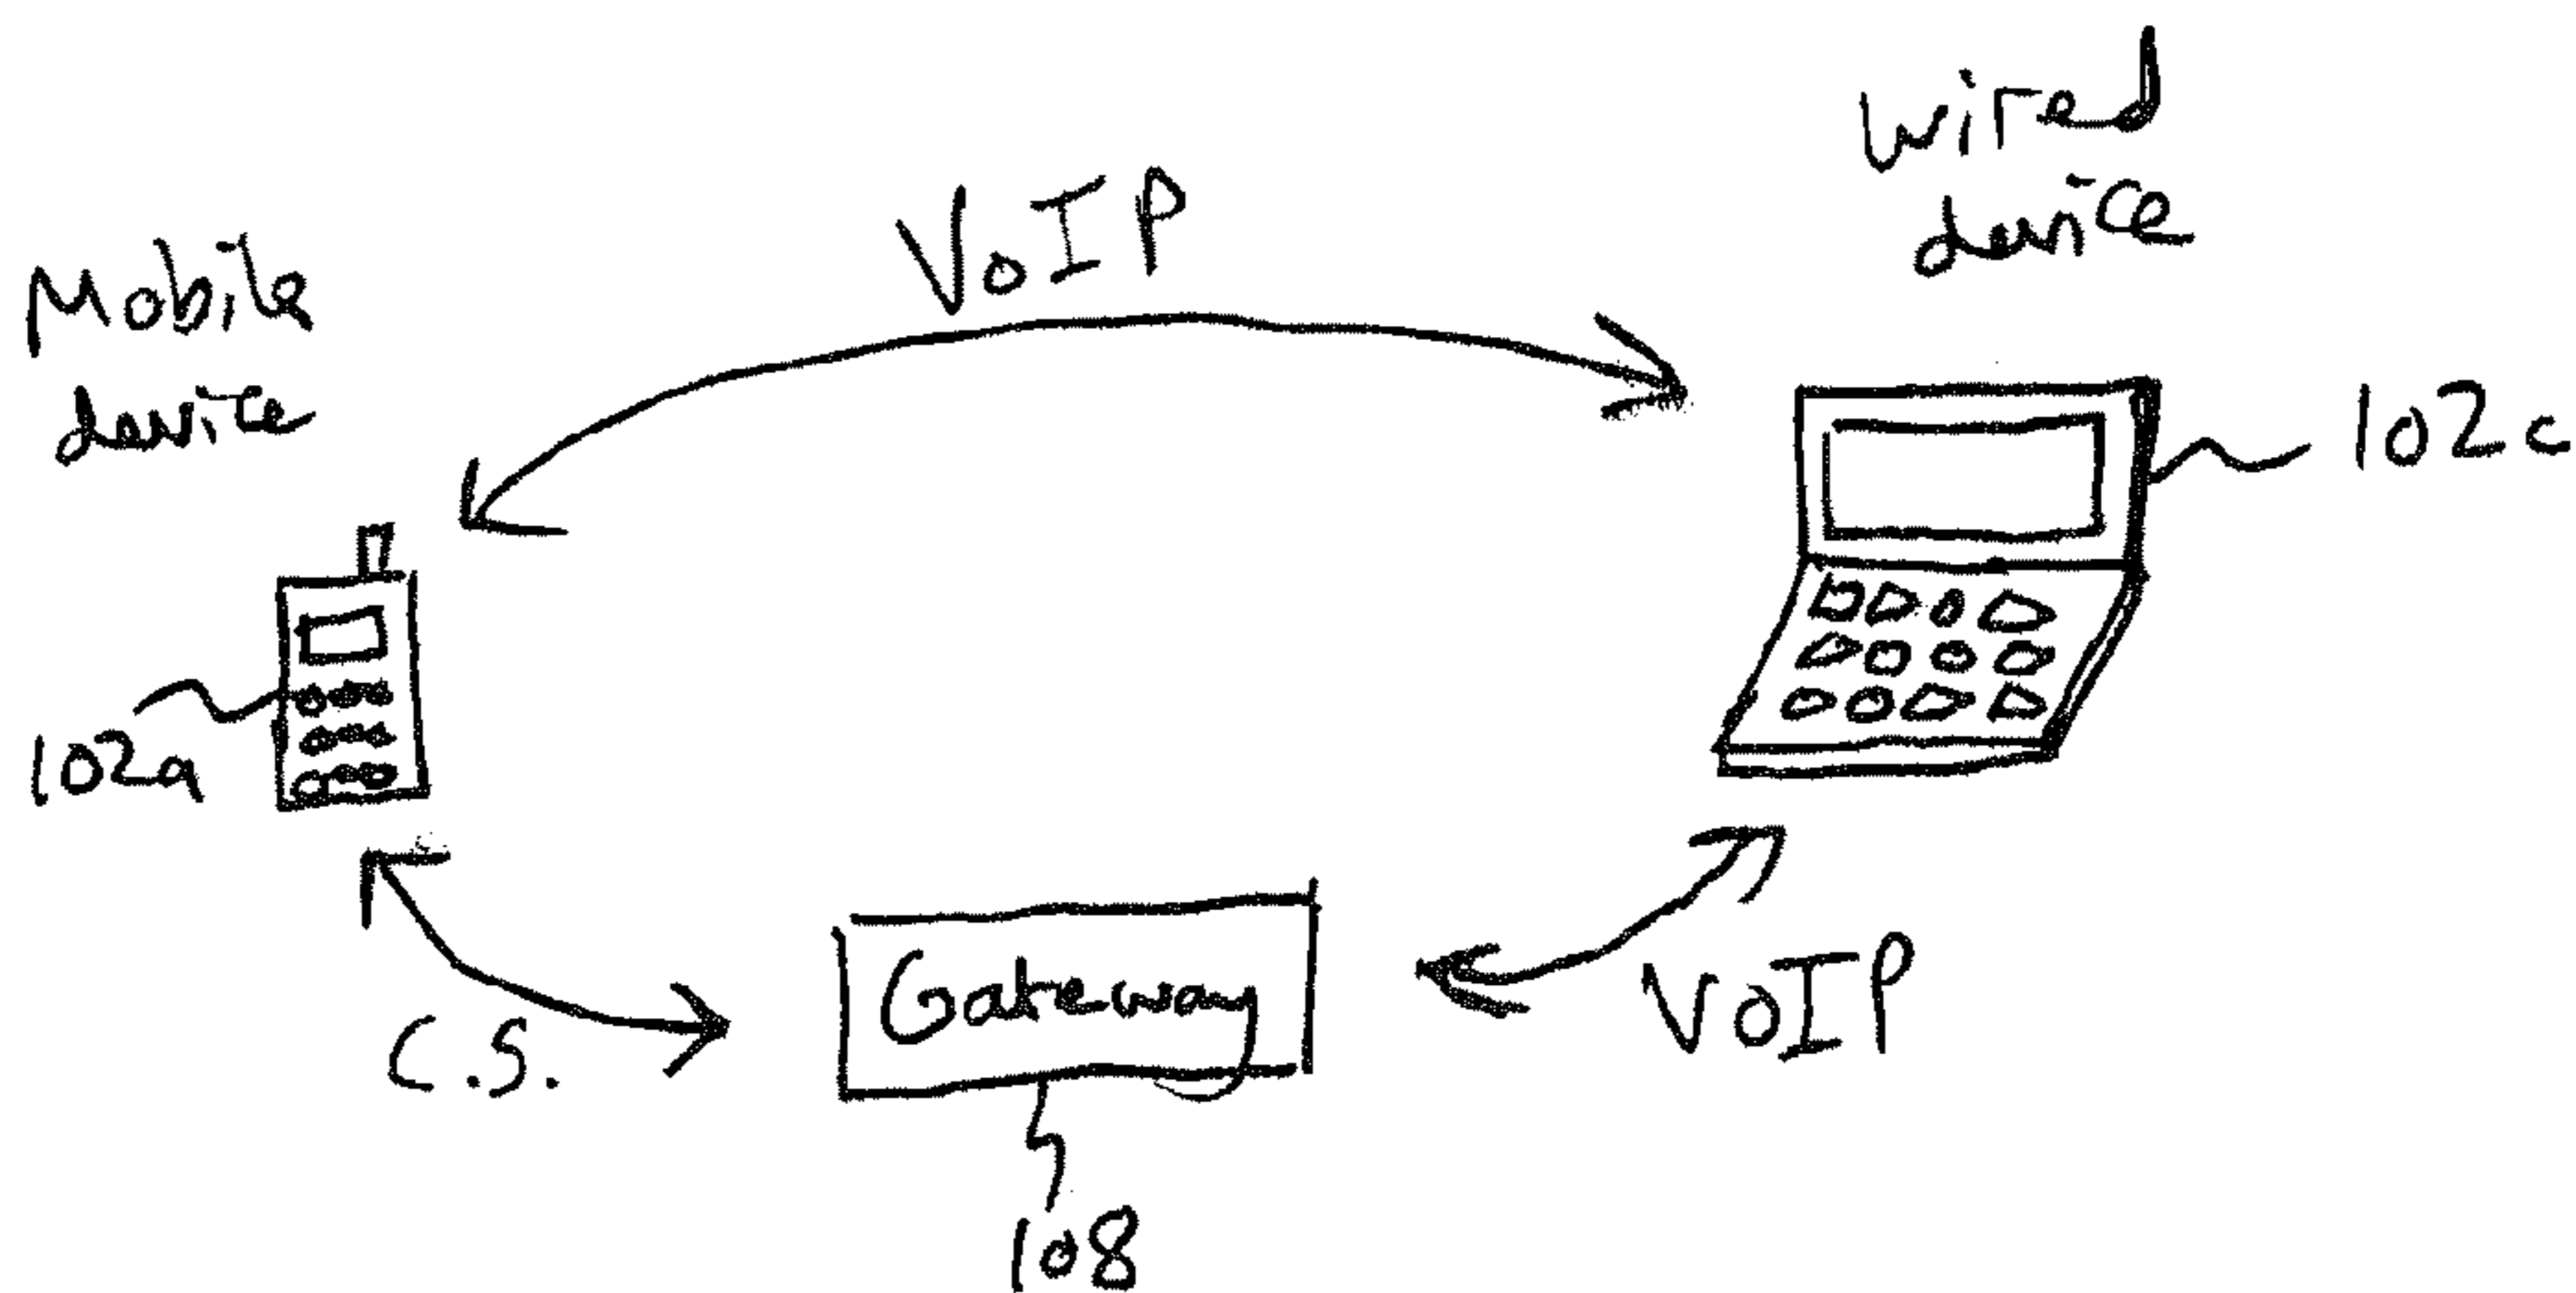 Mobile
device
VoIP
wired
device
102c
102a
C.S.
Gateway
VoIP
108